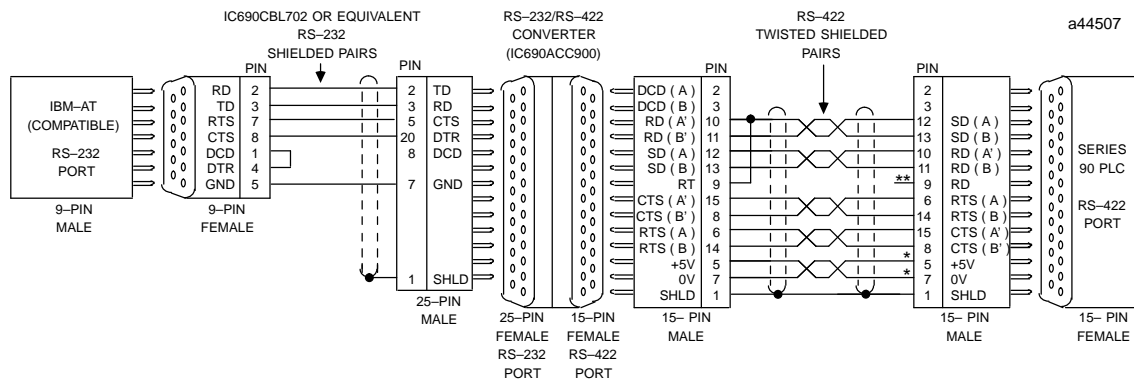 IC690CBL702 OR EQUIVALENT
RS–232
SHIELDED PAIRS
RS–232/RS–422
CONVERTER
(IC690ACC900)
RS–422
TWISTED SHIELDED
PAIRS
a44507
IBM–AT
(COMPATIBLE)
RS–232
PORT
9–PIN
MALE
PIN
RD 2
TD 3
RTS 7
CTS 8
DCD 1
DTR 4
GND 5
9–PIN
FEMALE
PIN
2 TD
3 RD
5 CTS
20 DTR
8 DCD
7 GND
1 SHLD
25–PIN
MALE
25–PIN
FEMALE
RS–232
PORT
15–PIN
FEMALE
RS–422
PORT
PIN
DCD ( A ) 2
DCD ( B ) 3
RD ( A' ) 10
RD ( B' ) 11
SD ( A ) 12
SD ( B ) 13
RT 9
CTS ( A' ) 15
CTS ( B' ) 8
RTS ( A ) 6
RTS ( B ) 14
+5V 5
0V 7
SHLD 1
15– PIN
MALE
PIN
2
3
12 SD ( A )
13 SD ( B )
10 RD ( A' )
11 RD ( B )
** 9 RD
6 RTS ( A )
14 RTS ( B )
15 CTS ( A' )
8 CTS ( B' )
* 5 +5V
* 7 0V
1 SHLD
15– PIN
MALE
SERIES
90 PLC
RS–422
PORT
15– PIN
FEMALE